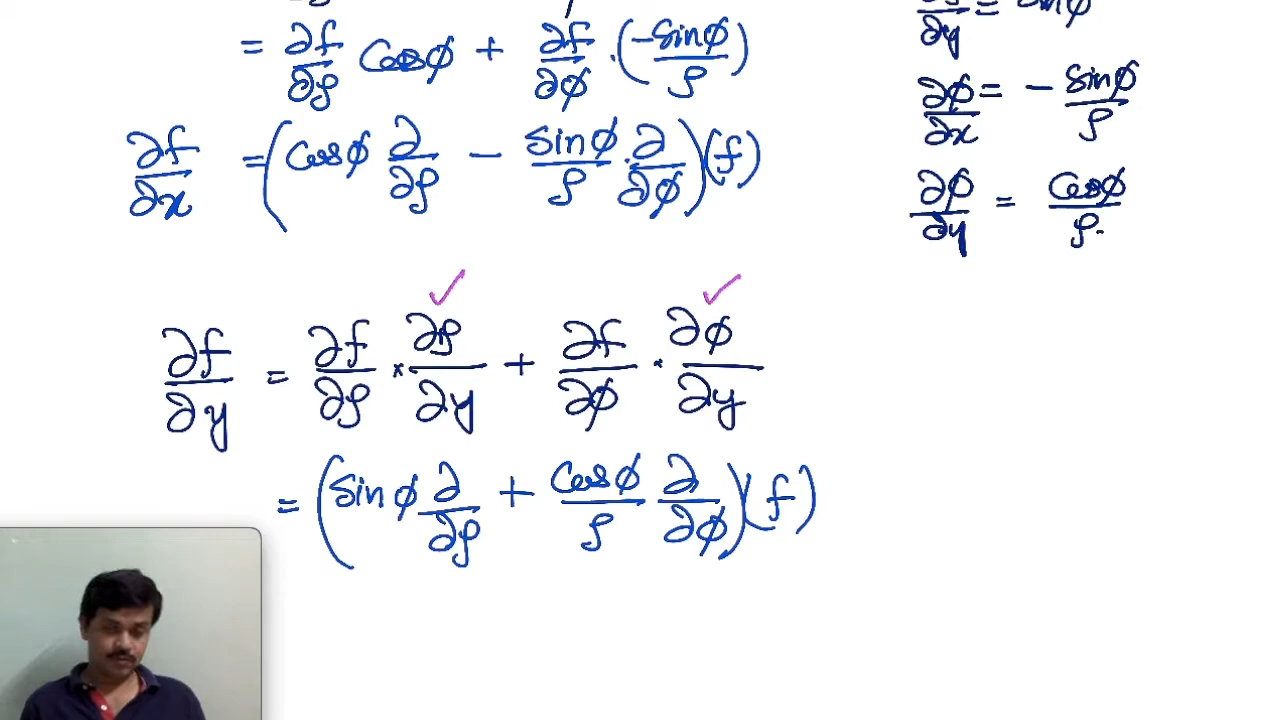 = ∂f/∂ρ Cosϕ + ∂f/∂ϕ · (-Sinϕ/ρ)
∂f/∂x = (Cosϕ ∂/∂ρ - Sinϕ/ρ · ∂/∂ϕ)(f)
∂f/∂y = ∂f/∂ρ × ∂ρ/∂y + ∂f/∂ϕ · ∂ϕ/∂y
= (Sinϕ ∂/∂ρ + Cosϕ/ρ ∂/∂ϕ)(f)
∂ϕ/∂x = - Sinϕ/ρ
∂ϕ/∂y = Cosϕ/ρ